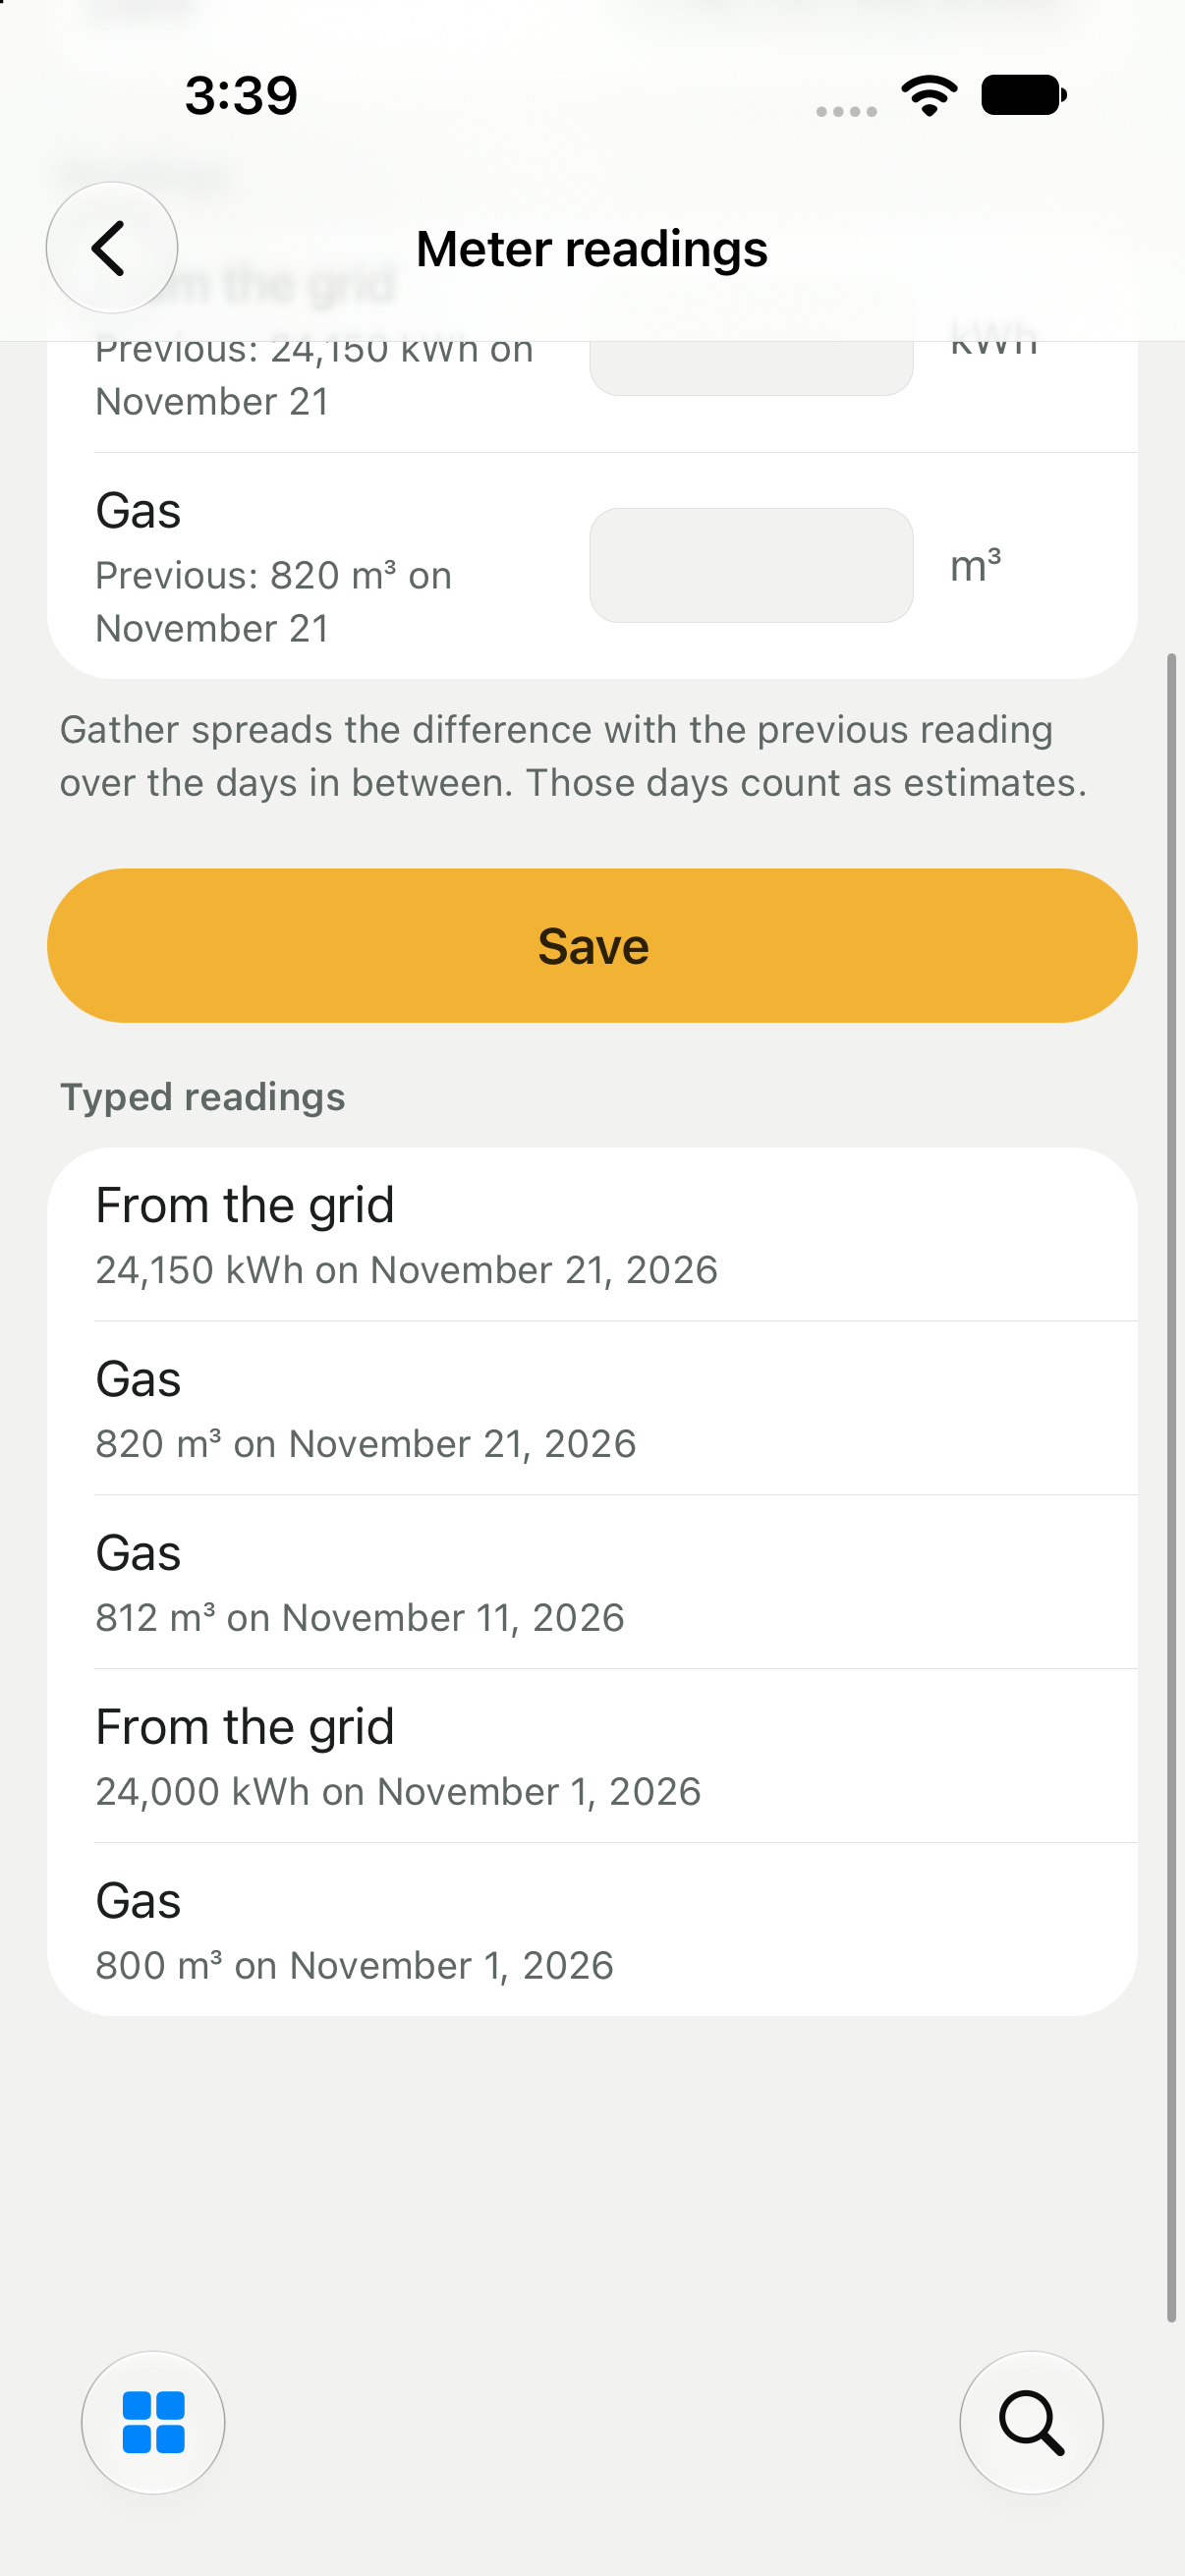 3:39
Meter readings
From the grid
Previous: 24,150 kWh on
November 21
kWh
Gas
Previous: 820 m³ on
November 21
m³
Gather spreads the difference with the previous reading
over the days in between. Those days count as estimates.
Save
Typed readings
From the grid
24,150 kWh on November 21, 2026
Gas
820 m³ on November 21, 2026
Gas
812 m³ on November 11, 2026
From the grid
24,000 kWh on November 1, 2026
Gas
800 m³ on November 1, 2026